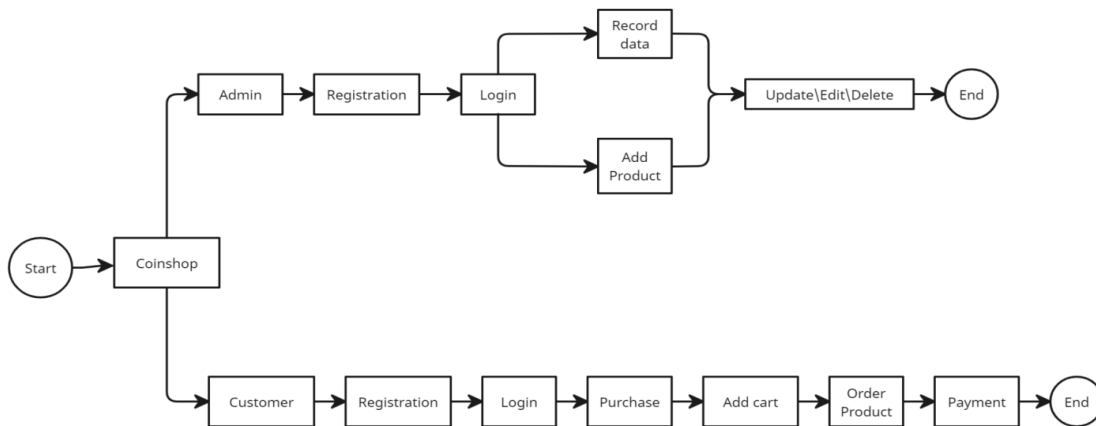 Record
data
Admin
Registration
Login
Update\Edit\Delete
End
Add
Product
Start
Coinshop
Customer
Registration
Login
Purchase
Add cart
Order
Product
Payment
End